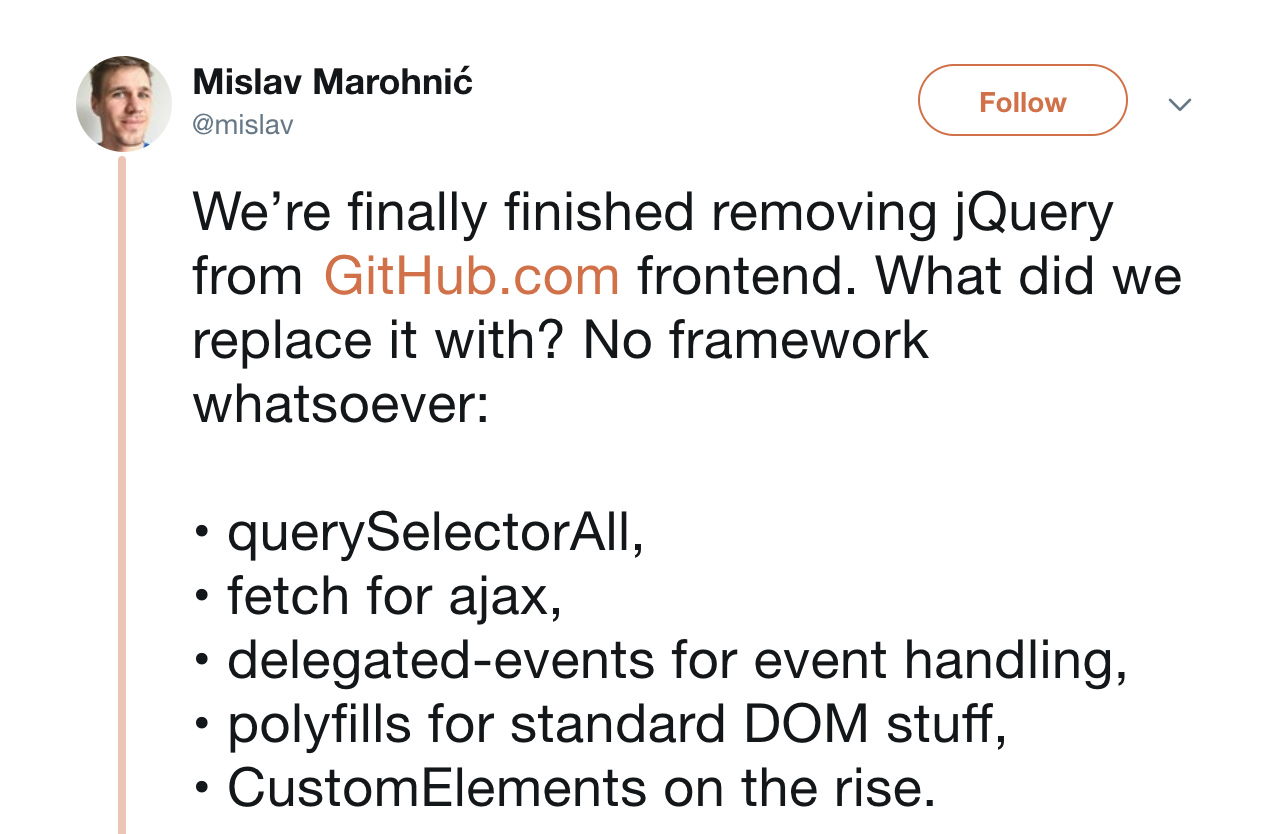 Mislav Marohnić
@mislav
Follow
We’re finally finished removing jQuery
from GitHub.com frontend. What did we
replace it with? No framework
whatsoever:
• querySelectorAll,
• fetch for ajax,
• delegated-events for event handling,
• polyfills for standard DOM stuff,
• CustomElements on the rise.